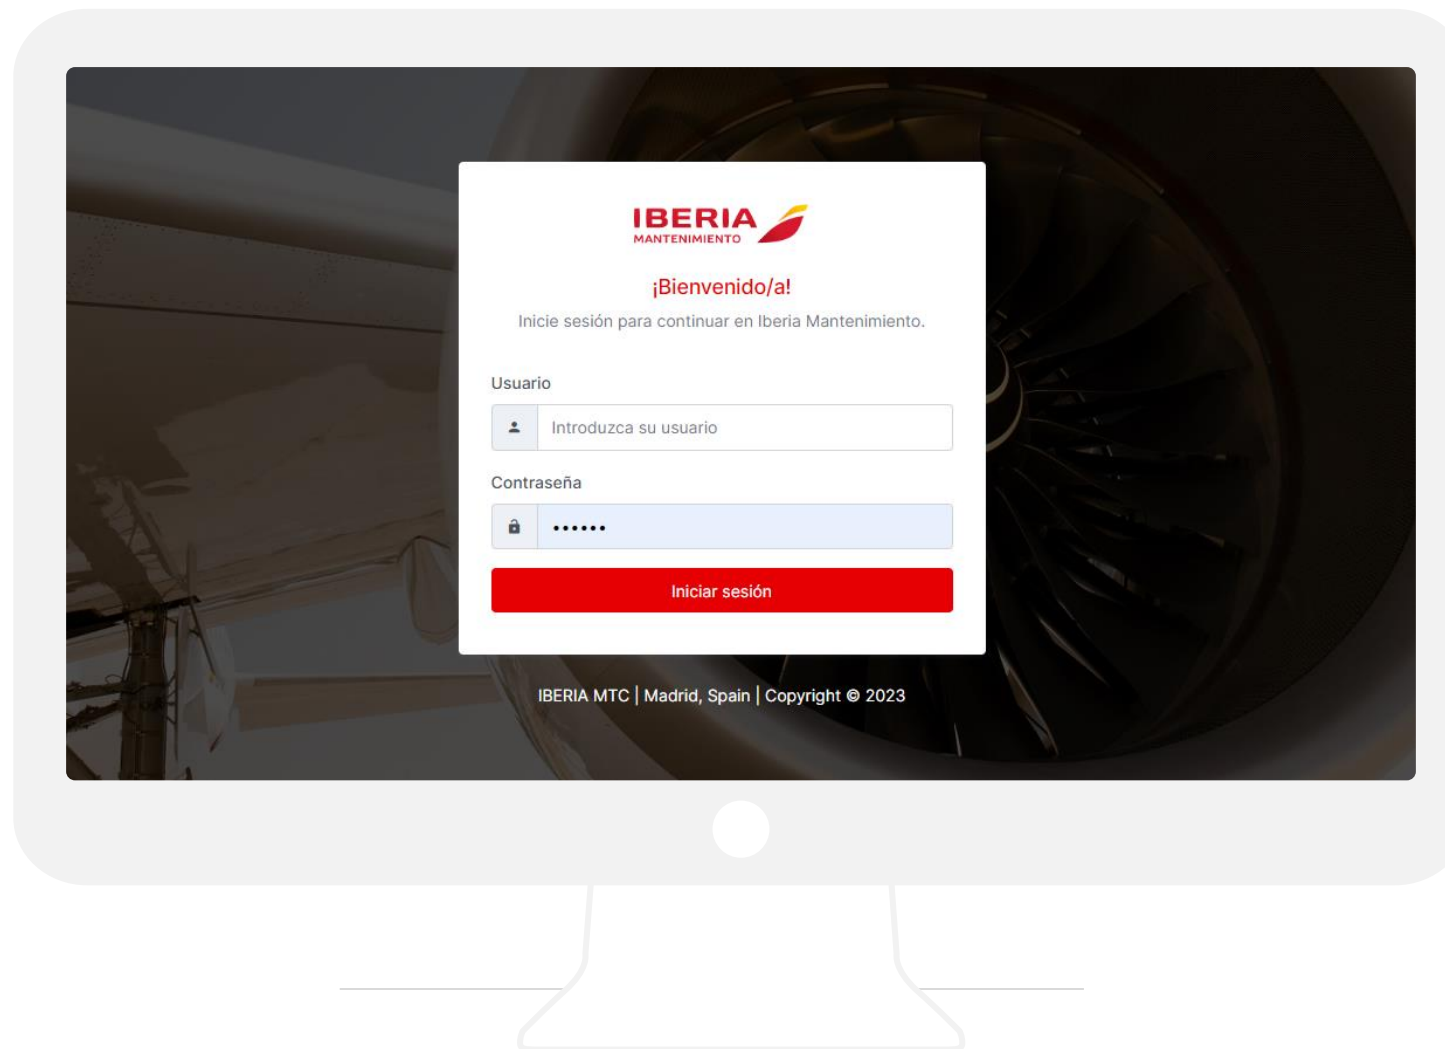 IBERIA
MANTENIMIENTO
¡Bienvenido/a!
Inicie sesión para continuar en Iberia Mantenimiento.
Usuario
Introduzca su usuario
Contraseña
••••••
Iniciar sesión
IBERIA MTC | Madrid, Spain | Copyright © 2023